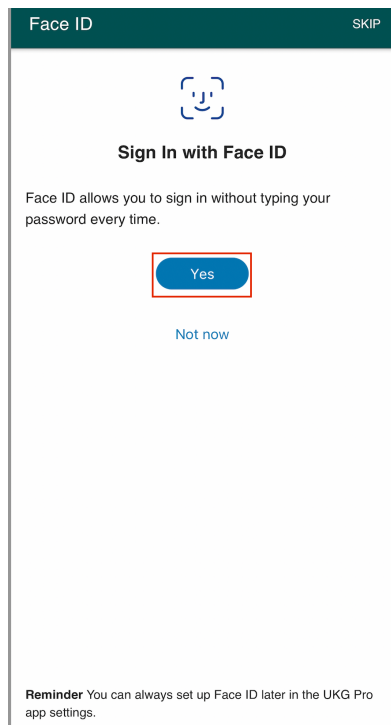 Face ID
SKIP
Sign In with Face ID
Face ID allows you to sign in without typing your
password every time.
Yes
Not now
Reminder You can always set up Face ID later in the UKG Pro
app settings.